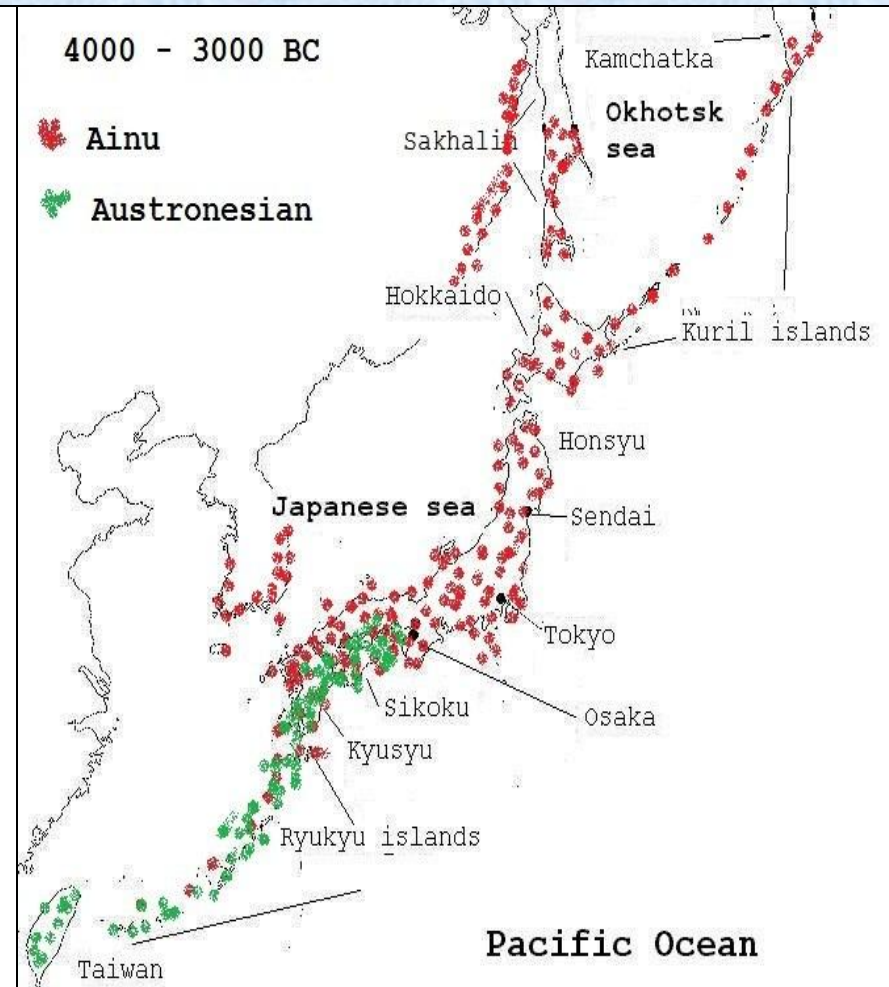 4000 - 3000 BC
Kamchatka
Ainu
Okhotsk
sea
Sakhalin
Austronesian
Hokkaido
Kuril islands
Honsyu
Japanese sea
Sendai
Tokyo
Sikoku
Osaka
Kyusyu
Ryukyu islands
Pacific Ocean
Taiwan